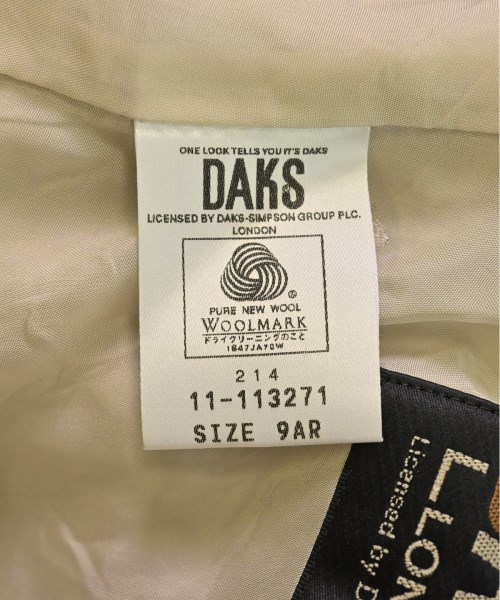 ONE LOOK TELLS YOU IT'S DAKS
DAKS
LICENSED BY DAKS-SIMPSON GROUP PLC.
LONDON
®
PURE NEW WOOL
WOOLMARK
ドライクリーニングのこと
1847JA70W
214
11-113271
SIZE 9AR
Licensed by D
LON